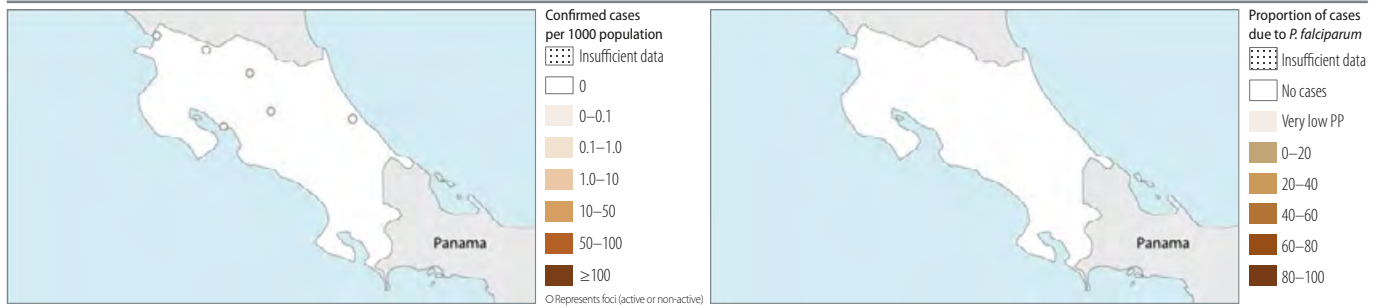 Confirmed cases
per 1000 population
Insufficient data
0
0–0.1
0.1–1.0
1.0–10
10–50
50–100
≥100
Represents foci (active or non-active)
Panama
Proportion of cases
due to P. falciparum
Insufficient data
No cases
Very low PP
0–20
20–40
40–60
60–80
80–100
Panama